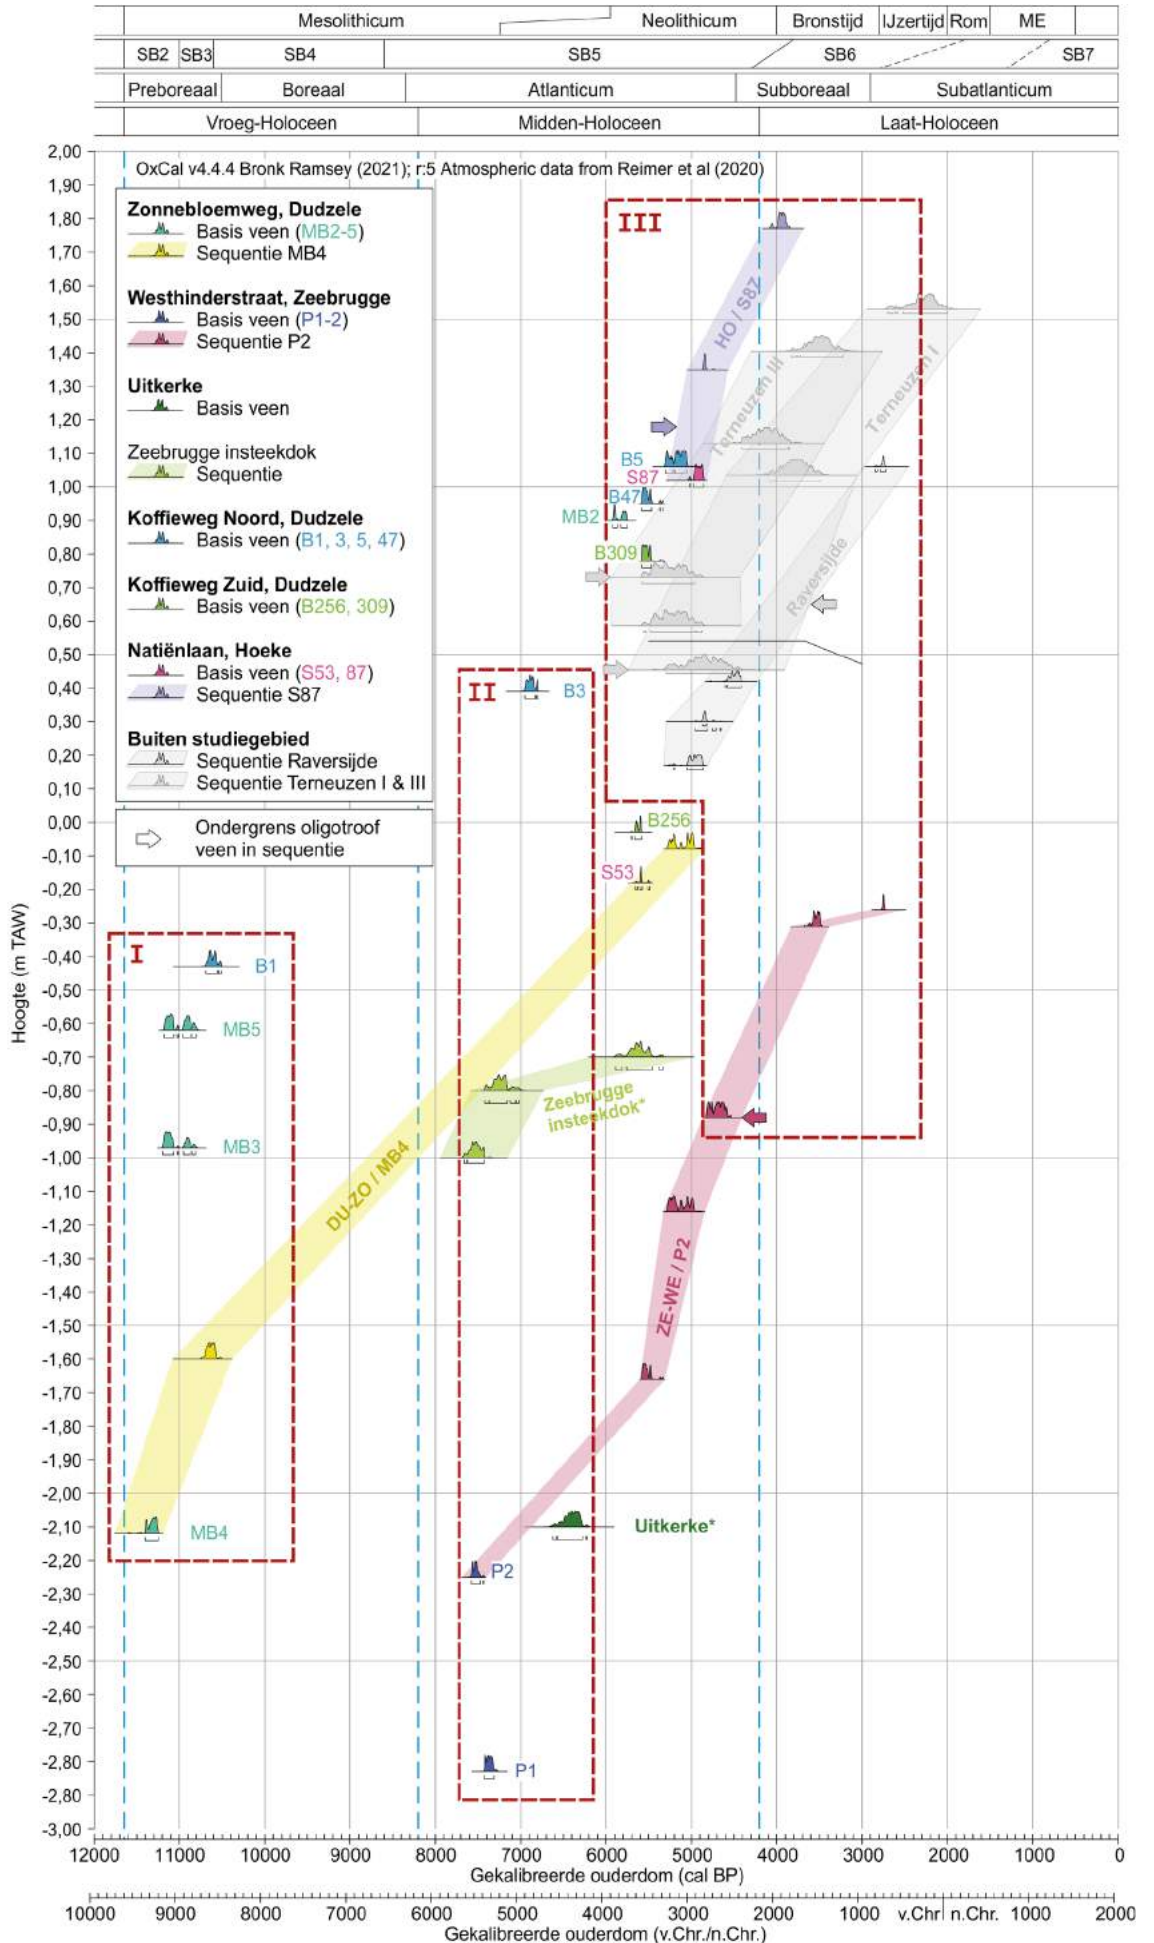 Mesolithicum Neolithicum Bronstijd IJzertijd Rom ME
SB2 SB3 SB4 SB5 SB6 SB7
Preboreaal Boreaal Atlanticum Subboreaal Subatlanticum
Vroeg-Holoceen Midden-Holoceen Laat-Holoceen
OxCal v4.4.4 Bronk Ramsey (2021); r:5 Atmospheric data from Reimer et al (2020)
Zonnebloemweg, Dudzele
Basis veen (MB2-5)
Sequentie MB4
Westhinderstraat, Zeebrugge
Basis veen (P1-2)
Sequentie P2
Uitkerke
Basis veen
Zeebrugge insteekdok
Sequentie
Koffieweg Noord, Dudzele
Basis veen (B1, 3, 5, 47)
Koffieweg Zuid, Dudzele
Basis veen (B256, 309)
Natiënlaan, Hoeke
Basis veen (S53, 87)
Sequentie S87
Buiten studiegebied
Sequentie Raversijde
Sequentie Terneuzen I & III
Ondergrens oligotroof
veen in sequentie
III
HO / S87
Terneuzen III
Terneuzen I
Raversijde
B5
S87
B47
MB2
B309
II
B3
B256
S53
I
B1
MB5
MB3
MB4
DU-ZO / MB4
Zeebrugge
insteekdok*
ZE-WE / P2
Uitkerke*
P2
P1
Hoogte (m TAW)
2,00
1,90
1,80
1,70
1,60
1,50
1,40
1,30
1,20
1,10
1,00
0,90
0,80
0,70
0,60
0,50
0,40
0,30
0,20
0,10
0,00
-0,10
-0,20
-0,30
-0,40
-0,50
-0,60
-0,70
-0,80
-0,90
-1,00
-1,10
-1,20
-1,30
-1,40
-1,50
-1,60
-1,70
-1,80
-1,90
-2,00
-2,10
-2,20
-2,30
-2,40
-2,50
-2,60
-2,70
-2,80
-2,80
-3,00
12000 11000 10000 9000 8000 7000 6000 5000 4000 3000 2000 1000 0
Gekalibreerde ouderdom (cal BP)
10000 9000 8000 7000 6000 5000 4000 3000 2000 1000 v.Chr n.Chr. 1000 2000
Gekalibreerde ouderdom (v.Chr./n.Chr.)